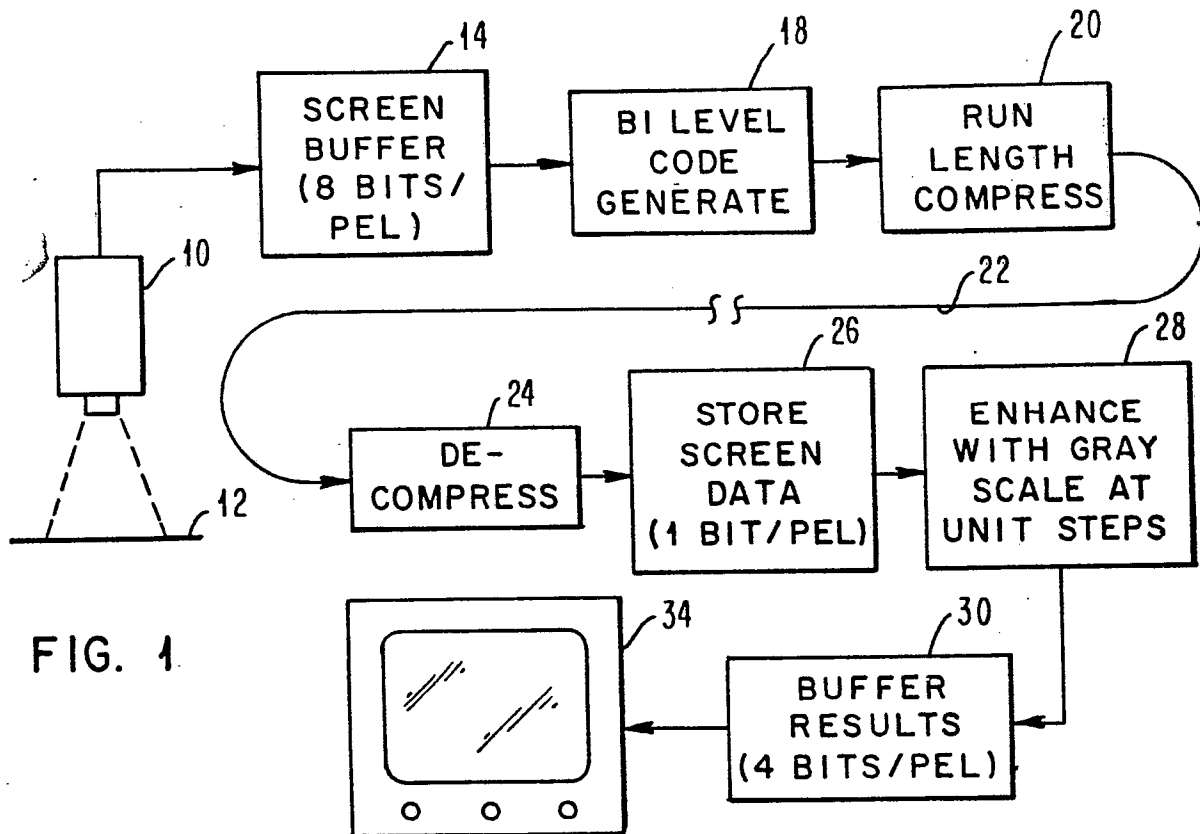 14
18
20
SCREEN
BUFFER
(8 BITS/
PEL)
BI LEVEL
CODE
GENERATE
RUN
LENGTH
COMPRESS
10
22
26
28
24
DE-
COMPRESS
STORE
SCREEN
DATA
(1 BIT/PEL)
ENHANCE
WITH GRAY
SCALE AT
UNIT STEPS
12
34
30
BUFFER
RESULTS
(4 BITS/PEL)
FIG. 1